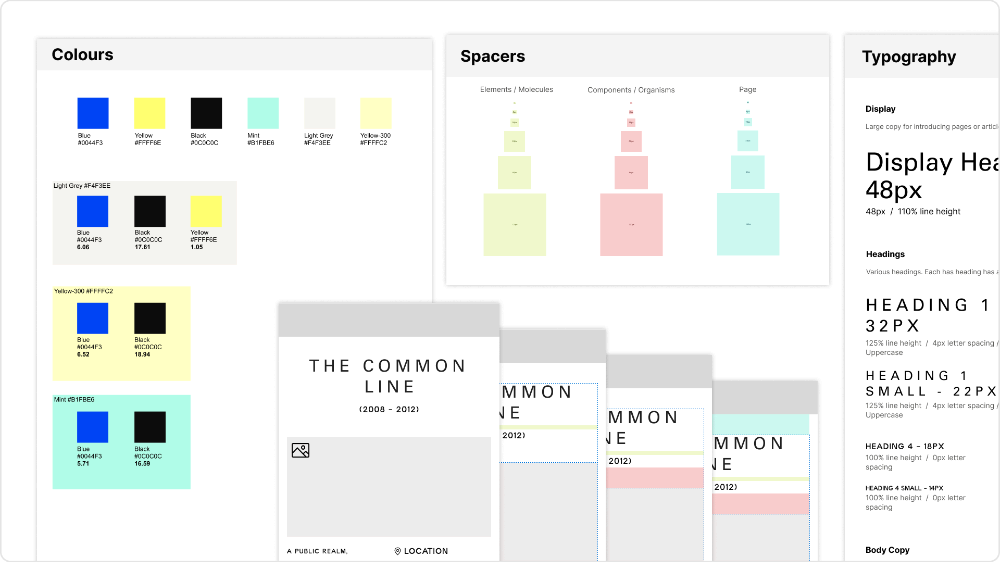 Colours
Blue
#0044F3
Yellow
#FFFF6E
Black
#0C0C0C
Mint
#B1FBE6
Light Grey
#F4F3EE
Yellow-300
#FFFFC2
Light Grey #F4F3EE
Blue
#0044F3
6.06
Black
#0C0C0C
17.61
Yellow
#FFFF6E
1.05
Yellow-300 #FFFFC2
Blue
#0044F3
6.52
Black
#0C0C0C
18.94
Mint #B1FBE6
Blue
#0044F3
5.71
Black
#0C0C0C
16.59
Spacers
Elements / Molecules
Components / Organisms
Page
THE COMMON
LINE
(2008 - 2012)
A PUBLIC REALM,
LOCATION
MMON
NE
2012)
MMON
NE
2012)
MMON
NE
2012)
Typography
Display
Large copy for introducing pages or
Display
48px
48px / 110% line height
Headings
Various headings. Each has heading has
HEADING 1
32PX
125% line height / 4px letter spacing /
Uppercase
HEADING 1
SMALL - 22PX
125% line height / 4px letter spacing /
Uppercase
HEADING 4 - 18PX
100% line height / 0px letter
spacing
HEADING 4 SMALL - 14PX
100% line height / 0px letter
spacing
Body Copy